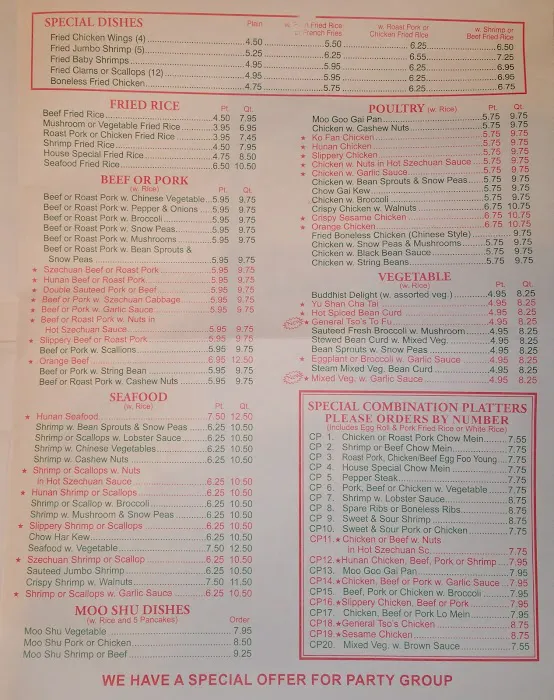 SPECIAL DISHES Plain w. Fried Rice or French Fries w. Roast Pork or Chicken Fried Rice w. Shrimp or Beef Fried Rice
Fried Chicken Wings (4) 4.50 5.50 6.25 6.50
Fried Jumbo Shrimp (5) 5.25 6.25 6.55 7.25
Fried Baby Shrimps 4.95 5.95 6.25 6.95
Fried Clams or Scallops (12) 4.95 5.95 6.25 6.95
Boneless Fried Chicken 4.75 5.75 6.25 6.75
FRIED RICE Pt. Qt.
Beef Fried Rice 4.50 7.95
Mushroom or Vegetable Fried Rice 3.95 6.95
Roast Pork or Chicken Fried Rice 3.95 7.45
Shrimp Fried Rice 4.50 7.95
House Special Fried Rice 4.75 8.50
Seafood Fried Rice 6.50 10.50
BEEF OR PORK
(w. Rice) Pt. Qt.
Beef or Roast Pork w. Chinese Vegetable 5.95 9.75
Beef or Roast Pork w. Pepper & Onions 5.95 9.75
Beef or Roast Pork w. Broccoli 5.95 9.75
Beef or Roast Pork w. Snow Peas 5.95 9.75
Beef or Roast Pork w. Mushrooms 5.95 9.75
Beef or Roast Pork w. Bean Sprouts &
Snow Peas 5.95 9.75
★ Szechuan Beef or Roast Pork 5.95 9.75
★ Hunan Beef or Roast Pork 5.95 9.75
★ Double Sauteed Pork or Beef 5.95 9.75
★ Beef or Pork w. Szechuan Cabbage 5.95 9.75
★ Beef or Pork w. Garlic Sauce 5.95 9.75
★ Beef or Roast Pork w. Nuts in
Hot Szechuan Sauce 5.95 9.75
★ Slippery Beef or Roast Pork 5.95 9.75
Beef or Pork w. Scallions 5.95 9.75
★ Orange Beef 6.95 12.50
Beef or Pork w. String Bean 5.95 9.75
Beef or Roast Pork w. Cashew Nuts 5.95 9.75
SEAFOOD
(w. Rice) Pt. Qt.
★ Hunan Seafood 7.50 12.50
Shrimp w. Bean Sprouts & Snow Peas 6.25 10.50
Shrimp or Scallops w. Lobster Sauce 6.25 10.50
Shrimp w. Chinese Vegetables 6.25 10.50
Shrimp w. Cashew Nuts 6.25 10.50
★ Shrimp or Scallops w. Nuts
in Hot Szechuan Sauce 6.25 10.50
★ Hunan Shrimp or Scallops 6.25 10.50
Shrimp or Scallop w. Broccoli 6.25 10.50
Shrimp w. Mushroom & Snow Peas 6.25 10.50
★ Slippery Shrimp or Scallops 6.25 10.50
Chow Har Kew 6.25 10.50
Seafood w. Vegetable 7.50 12.50
★ Szechuan Shrimp or Scallop 6.25 10.50
Sauteed Jumbo Shrimp 6.25 10.50
Crispy Shrimp w. Walnuts 7.50 11.50
★ Shrimp or Scallops w. Garlic Sauce 6.25 10.50
MOO SHU DISHES
(w. Rice and 5 Pancakes) Order
Moo Shu Vegetable 7.95
Moo Shu Pork or Chicken 8.50
Moo Shu Shrimp or Beef 9.25
POULTRY (w. Rice) Pt. Qt.
Moo Goo Gai Pan 5.75 9.75
Chicken w. Cashew Nuts 5.75 9.75
★ Ko Fan Chicken 5.75 9.75
★ Hunan Chicken 5.75 9.75
★ Slippery Chicken 5.75 9.75
★ Chicken w. Nuts in Hot Szechuan Sauce 5.75 9.75
★ Chicken w. Garlic Sauce 5.75 9.75
Chicken w. Bean Sprouts & Snow Peas 5.75 9.75
Chow Gai Kew 5.75 9.75
Chicken w. Broccoli 5.75 9.75
Crispy Chicken w. Walnuts 6.75 10.75
★ Crispy Sesame Chicken 6.75 10.75
★ Orange Chicken 6.75 10.75
Fried Boneless Chicken (Chinese Style) 9.75
Chicken w. Snow Peas & Mushrooms 5.75 9.75
Chicken w. Black Bean Sauce 5.75 9.75
Chicken w. String Beans 5.75 9.75
VEGETABLE
(w. Rice) Pt. Qt.
Buddhist Delight (w. assorted veg.) 4.95 8.25
★ Yu Shan Cha Tai 4.95 8.25
★ Hot Spiced Bean Curd 4.95 8.25
★ General Tso's To Fu 4.95 8.25
Sauteed Fresh Broccoli w. Mushroom 4.95 8.25
Stewed Bean Curd w. Mixed Veg. 4.95 8.25
Bean Sprouts w. Snow Peas 4.95 8.25
★ Eggplant or Broccoli w. Garlic Sauce 4.95 8.25
Steam Mixed Veg. Bean Curd 4.95 8.25
★ Mixed Veg. w. Garlic Sauce 4.95 8.25
SPECIAL COMBINATION PLATTERS
PLEASE ORDERS BY NUMBER
(Includes Egg Roll & Pork Fried Rice or White Rice)
CP 1. Chicken or Roast Pork Chow Mein 7.55
CP 2. Shrimp or Beef Chow Mein 7.75
CP 3. Roast Pork, Chicken/Beef Egg Foo Young 7.75
CP 4. House Special Chow Mein 7.75
CP 5. Pepper Steak 7.75
CP 6. Pork, Beef or Chicken w. Vegetable 7.75
CP 7. Shrimp w. Lobster Sauce 8.75
CP 8. Spare Ribs or Boneless Ribs 8.75
CP 9. Sweet & Sour Shrimp 8.75
CP10. Sweet & Sour Pork or Chicken 7.75
CP11.★ Chicken or Beef w. Nuts
in Hot Szechuan Sc. 7.75
CP12.★ Hunan Chicken, Beef, Pork or Shrimp 7.95
CP13. Moo Goo Gai Pan 7.95
CP14.★ Chicken, Beef or Pork w. Garlic Sauce 7.95
CP15. Beef, Pork or Chicken w. Broccoli 7.95
CP16.★ Slippery Chicken, Beef or Pork 7.95
CP17. Chicken, Beef or Pork Lo Mein 7.95
CP18.★ General Tso's Chicken 8.75
CP19.★ Sesame Chicken 8.75
CP20. Mixed Veg. w. Brown Sauce 7.55
WE HAVE A SPECIAL OFFER FOR PARTY GROUP